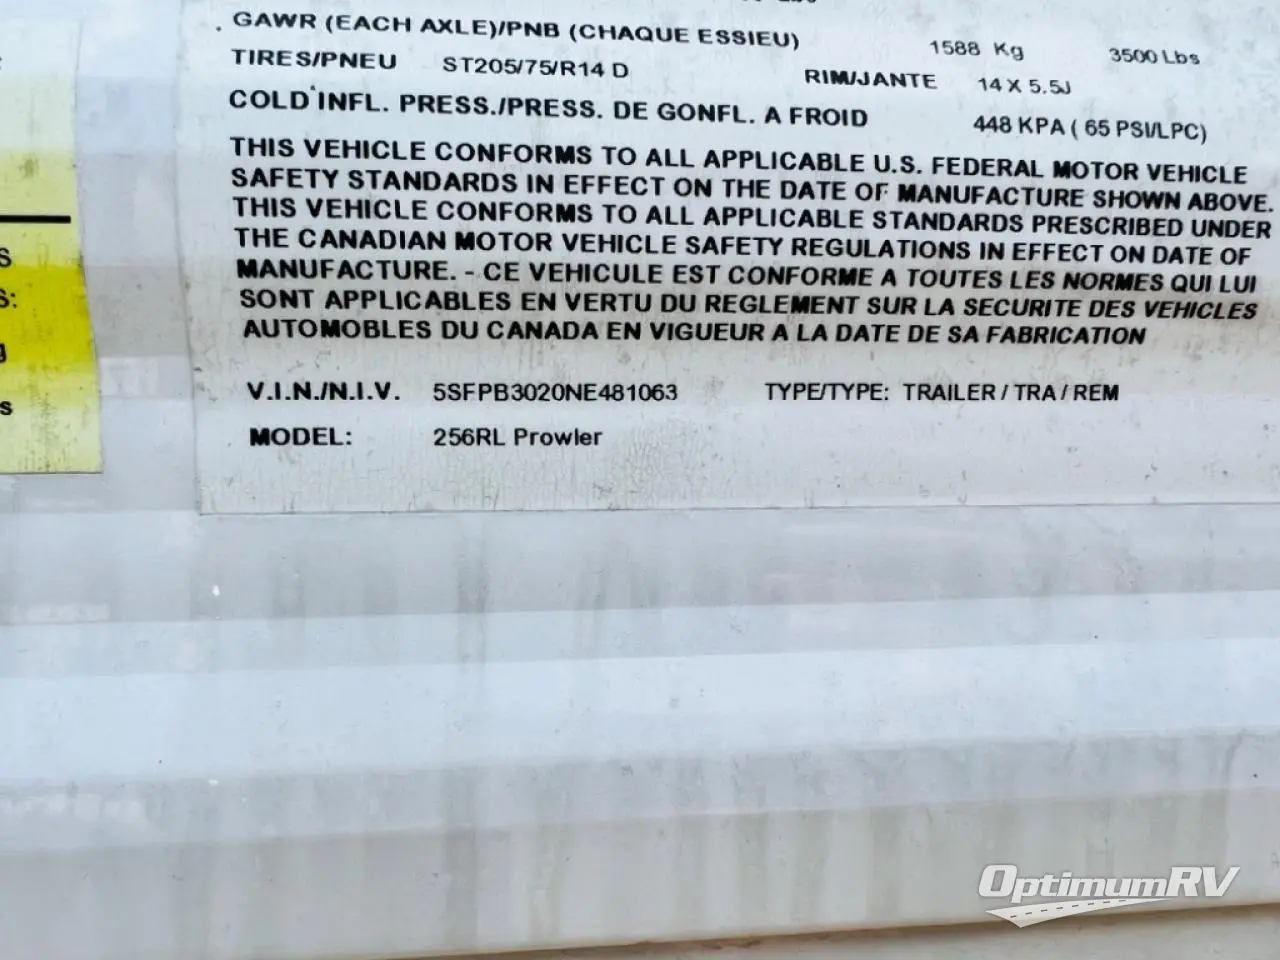 GAWR (EACH AXLE)/PNB (CHAQUE ESSIEU) 1588 Kg 3500 Lbs
TIRES/PNEU ST205/75/R14 D RIM/JANTE 14 X 5.5J
COLD INFL. PRESS./PRESS. DE GONFL. A FROID 448 KPA ( 65 PSI/LPC)
THIS VEHICLE CONFORMS TO ALL APPLICABLE U.S. FEDERAL MOTOR VEHICLE
SAFETY STANDARDS IN EFFECT ON THE DATE OF MANUFACTURE SHOWN ABOVE.
THIS VEHICLE CONFORMS TO ALL APPLICABLE STANDARDS PRESCRIBED UNDER
THE CANADIAN MOTOR VEHICLE SAFETY REGULATIONS IN EFFECT ON DATE OF
MANUFACTURE. - CE VEHICULE EST CONFORME A TOUTES LES NORMES QUI LUI
SONT APPLICABLES EN VERTU DU REGLEMENT SUR LA SECURITE DES VEHICLES
AUTOMOBLES DU CANADA EN VIGUEUR A LA DATE DE SA FABRICATION
V.I.N./N.I.V. 5SFPB3020NE481063 TYPE/TYPE: TRAILER / TRA / REM
MODEL: 256RL Prowler
OptimumRV